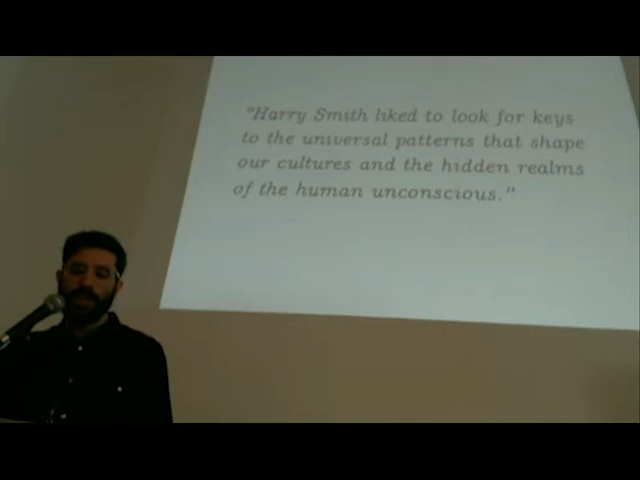 "Harry Smith liked to look for keys
to the universal patterns that shape
our cultures and the hidden realms
of the human unconscious."